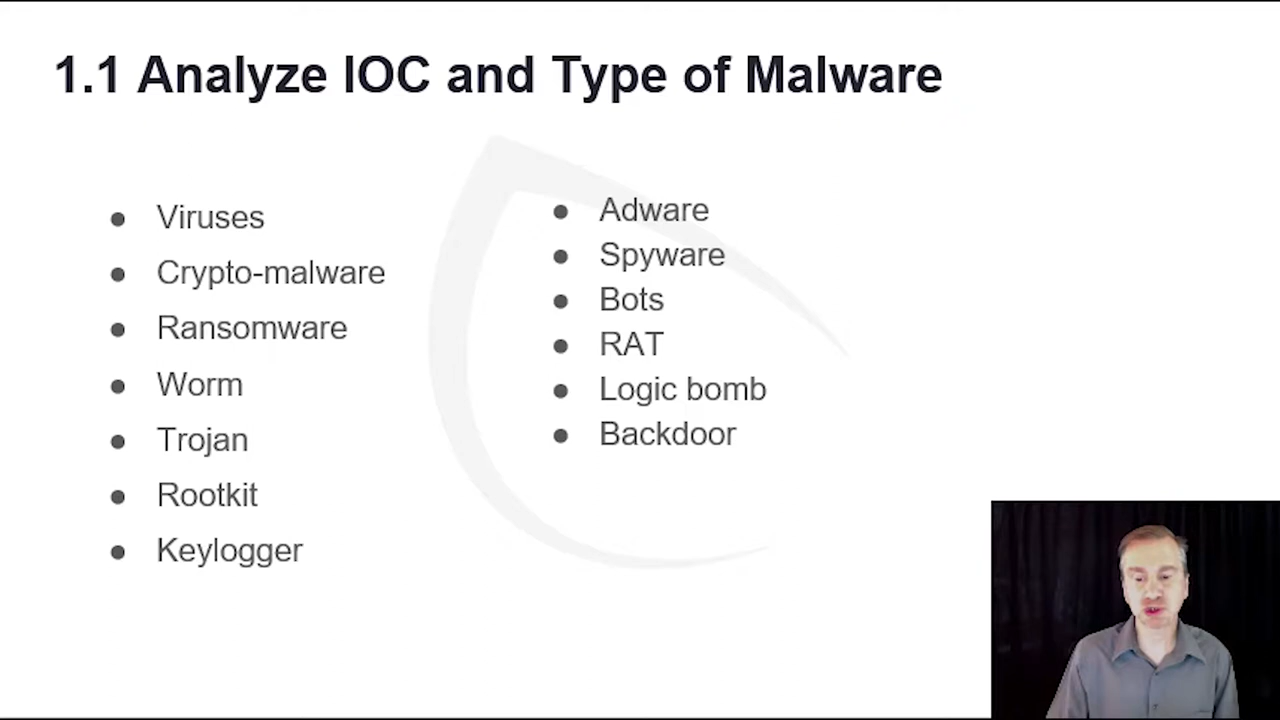 1.1 Analyze IOC and Type of Malware
● Viruses
● Crypto-malware
● Ransomware
● Worm
● Trojan
● Rootkit
● Keylogger
● Adware
● Spyware
● Bots
● RAT
● Logic bomb
● Backdoor